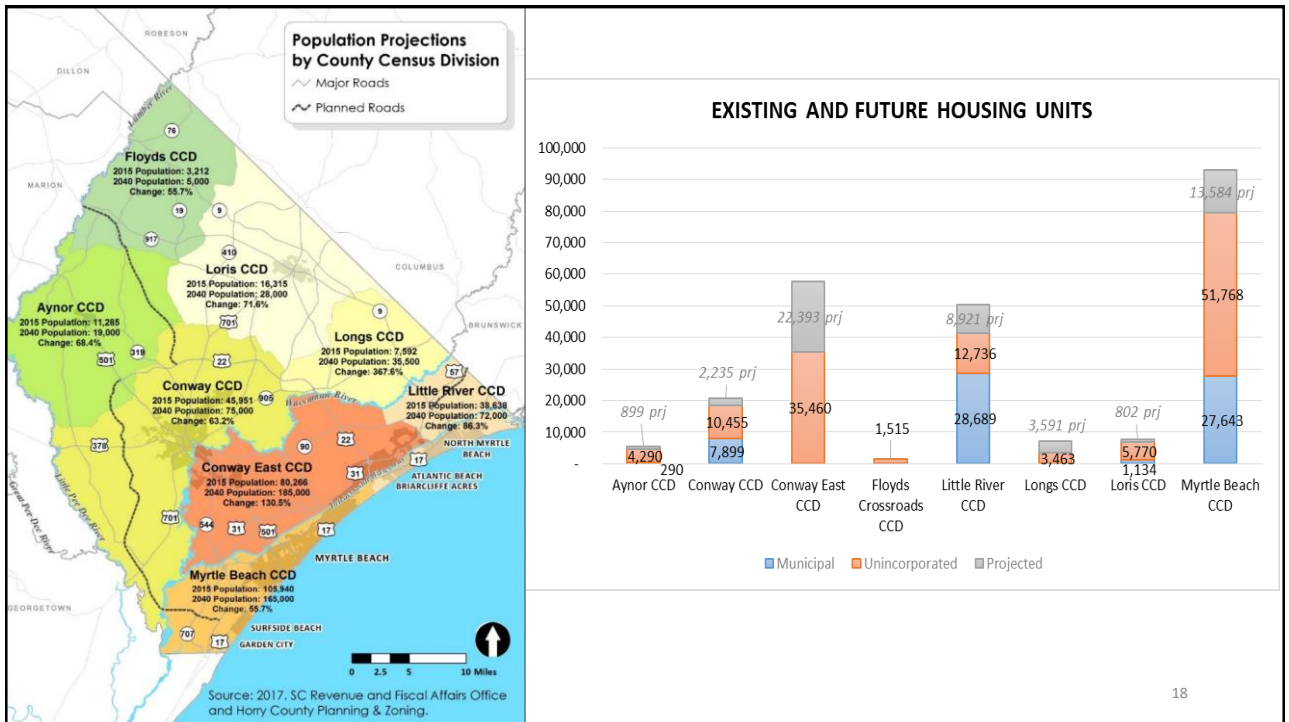 Population Projections
by County Census Division
Major Roads
Planned Roads
ROBESON
DILLON
MARION
COLUMBUS
BRUNSWICK
GEORGETOWN
Lumber River
76
Floyds CCD
2015 Population: 3,212
2040 Population: 5,000
Change: 55.7%
19
9
917
410
Loris CCD
2015 Population: 16,315
2040 Population: 28,000
Change: 71.6%
701
Aynor CCD
2015 Population: 11,285
2040 Population: 19,000
Change: 68.4%
501
319
22
9
Longs CCD
2015 Population: 7,592
2040 Population: 35,500
Change: 367.6%
57
Conway CCD
2015 Population: 45,951
2040 Population: 75,000
Change: 63.2%
905
Waccamaw River
Little River CCD
2015 Population: 38,638
2040 Population: 72,000
Change: 86.3%
378
90
22
NORTH MYRTLE
BEACH
17
31
ATLANTIC BEACH
BRIARCLIFFE ACRES
Conway East CCD
2015 Population: 80,266
2040 Population: 185,000
Change: 130.5%
Little Pee Dee River
Great Pee Dee River
701
544
31
501
17
MYRTLE BEACH
Myrtle Beach CCD
2015 Population: 105,940
2040 Population: 165,000
Change: 55.7%
707
17
SURFSIDE BEACH
GARDEN CITY
0 2.5 5 10 Miles
Source: 2017. SC Revenue and Fiscal Affairs Office
and Horry County Planning & Zoning.
EXISTING AND FUTURE HOUSING UNITS
100,000
90,000
80,000
70,000
60,000
50,000
40,000
30,000
20,000
10,000
-
899 prj
4,290
290
2,235 prj
10,455
7,899
22,393 prj
35,460
1,515
8,921 prj
12,736
28,689
3,591 prj
3,463
802 prj
5,770
1,134
13,584 prj
51,768
27,643
Aynor CCD
Conway CCD
Conway East
CCD
Floyds
Crossroads
CCD
Little River
CCD
Longs CCD
Loris CCD
Myrtle Beach
CCD
Municipal
Unincorporated
Projected
18